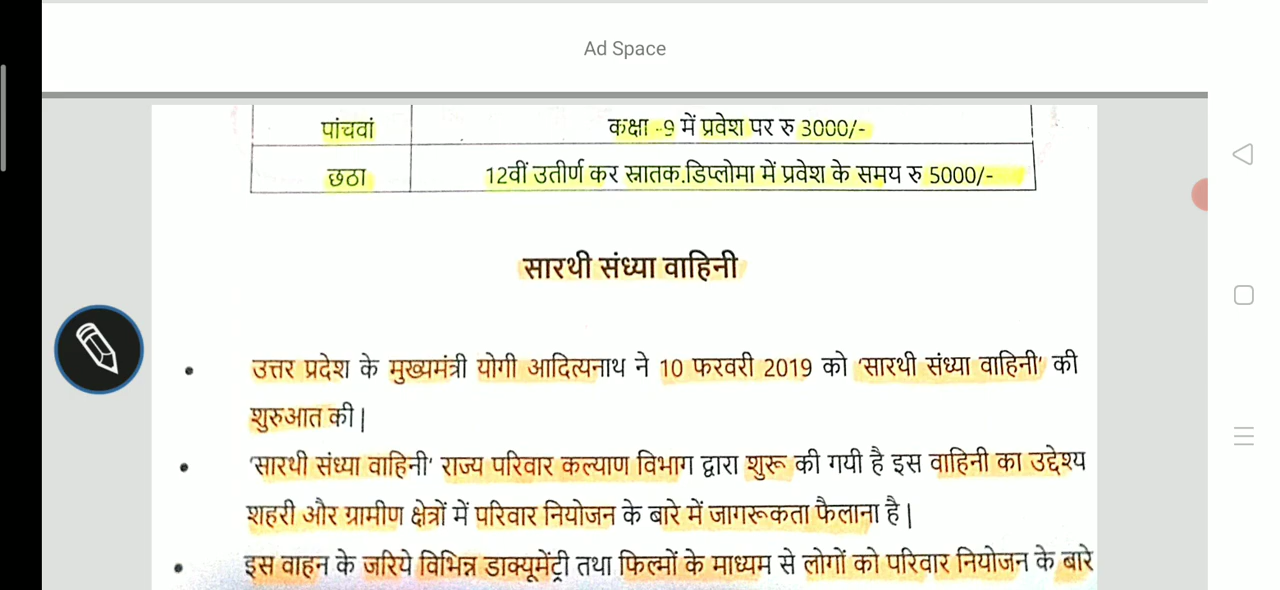 Ad Space
पांचवां कक्षा -9 में प्रवेश पर रु 3000/-
छठा 12वीं उतीर्ण कर स्नातक.डिप्लोमा में प्रवेश के समय रु 5000/-
सारथी संध्या वाहिनी
• उत्तर प्रदेश के मुख्यमंत्री योगी आदित्यनाथ ने 10 फरवरी 2019 को 'सारथी संध्या वाहिनी' की
शुरुआत की|
• 'सारथी संध्या वाहिनी' राज्य परिवार कल्याण विभाग द्वारा शुरू की गयी है इस वाहिनी का उद्देश्य
शहरी और ग्रामीण क्षेत्रों में परिवार नियोजन के बारे में जागरूकता फैलाना है|
• इस वाहन के जरिये विभिन्न डाक्यूमेंट्री तथा फिल्मों के माध्यम से लोगों को परिवार नियोजन के बारे